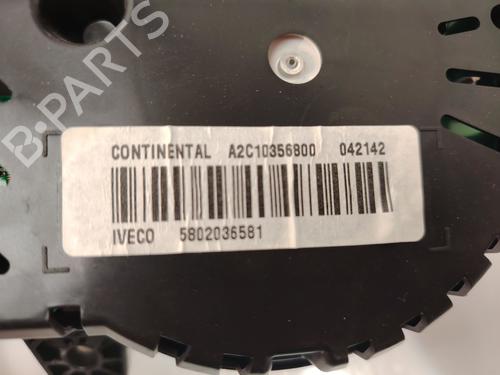 B-PARTS
CONTINENTAL A2C10356800 042142
IVECO 5802036581